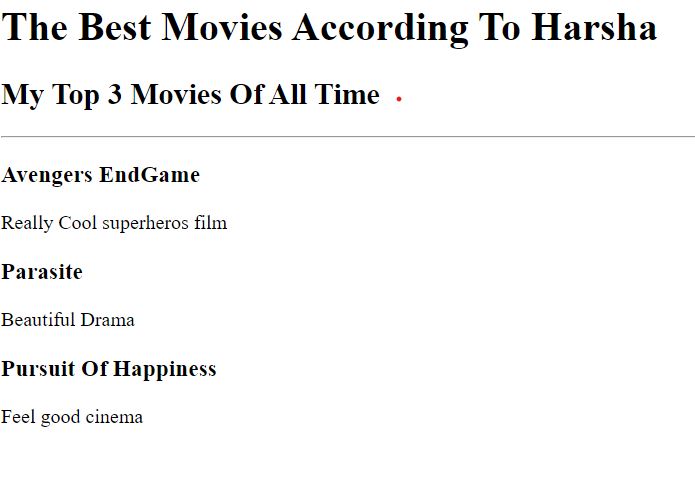 The Best Movies According To Harsha
My Top 3 Movies Of All Time
Avengers EndGame
Really Cool superheros film
Parasite
Beautiful Drama
Pursuit Of Happiness
Feel good cinema